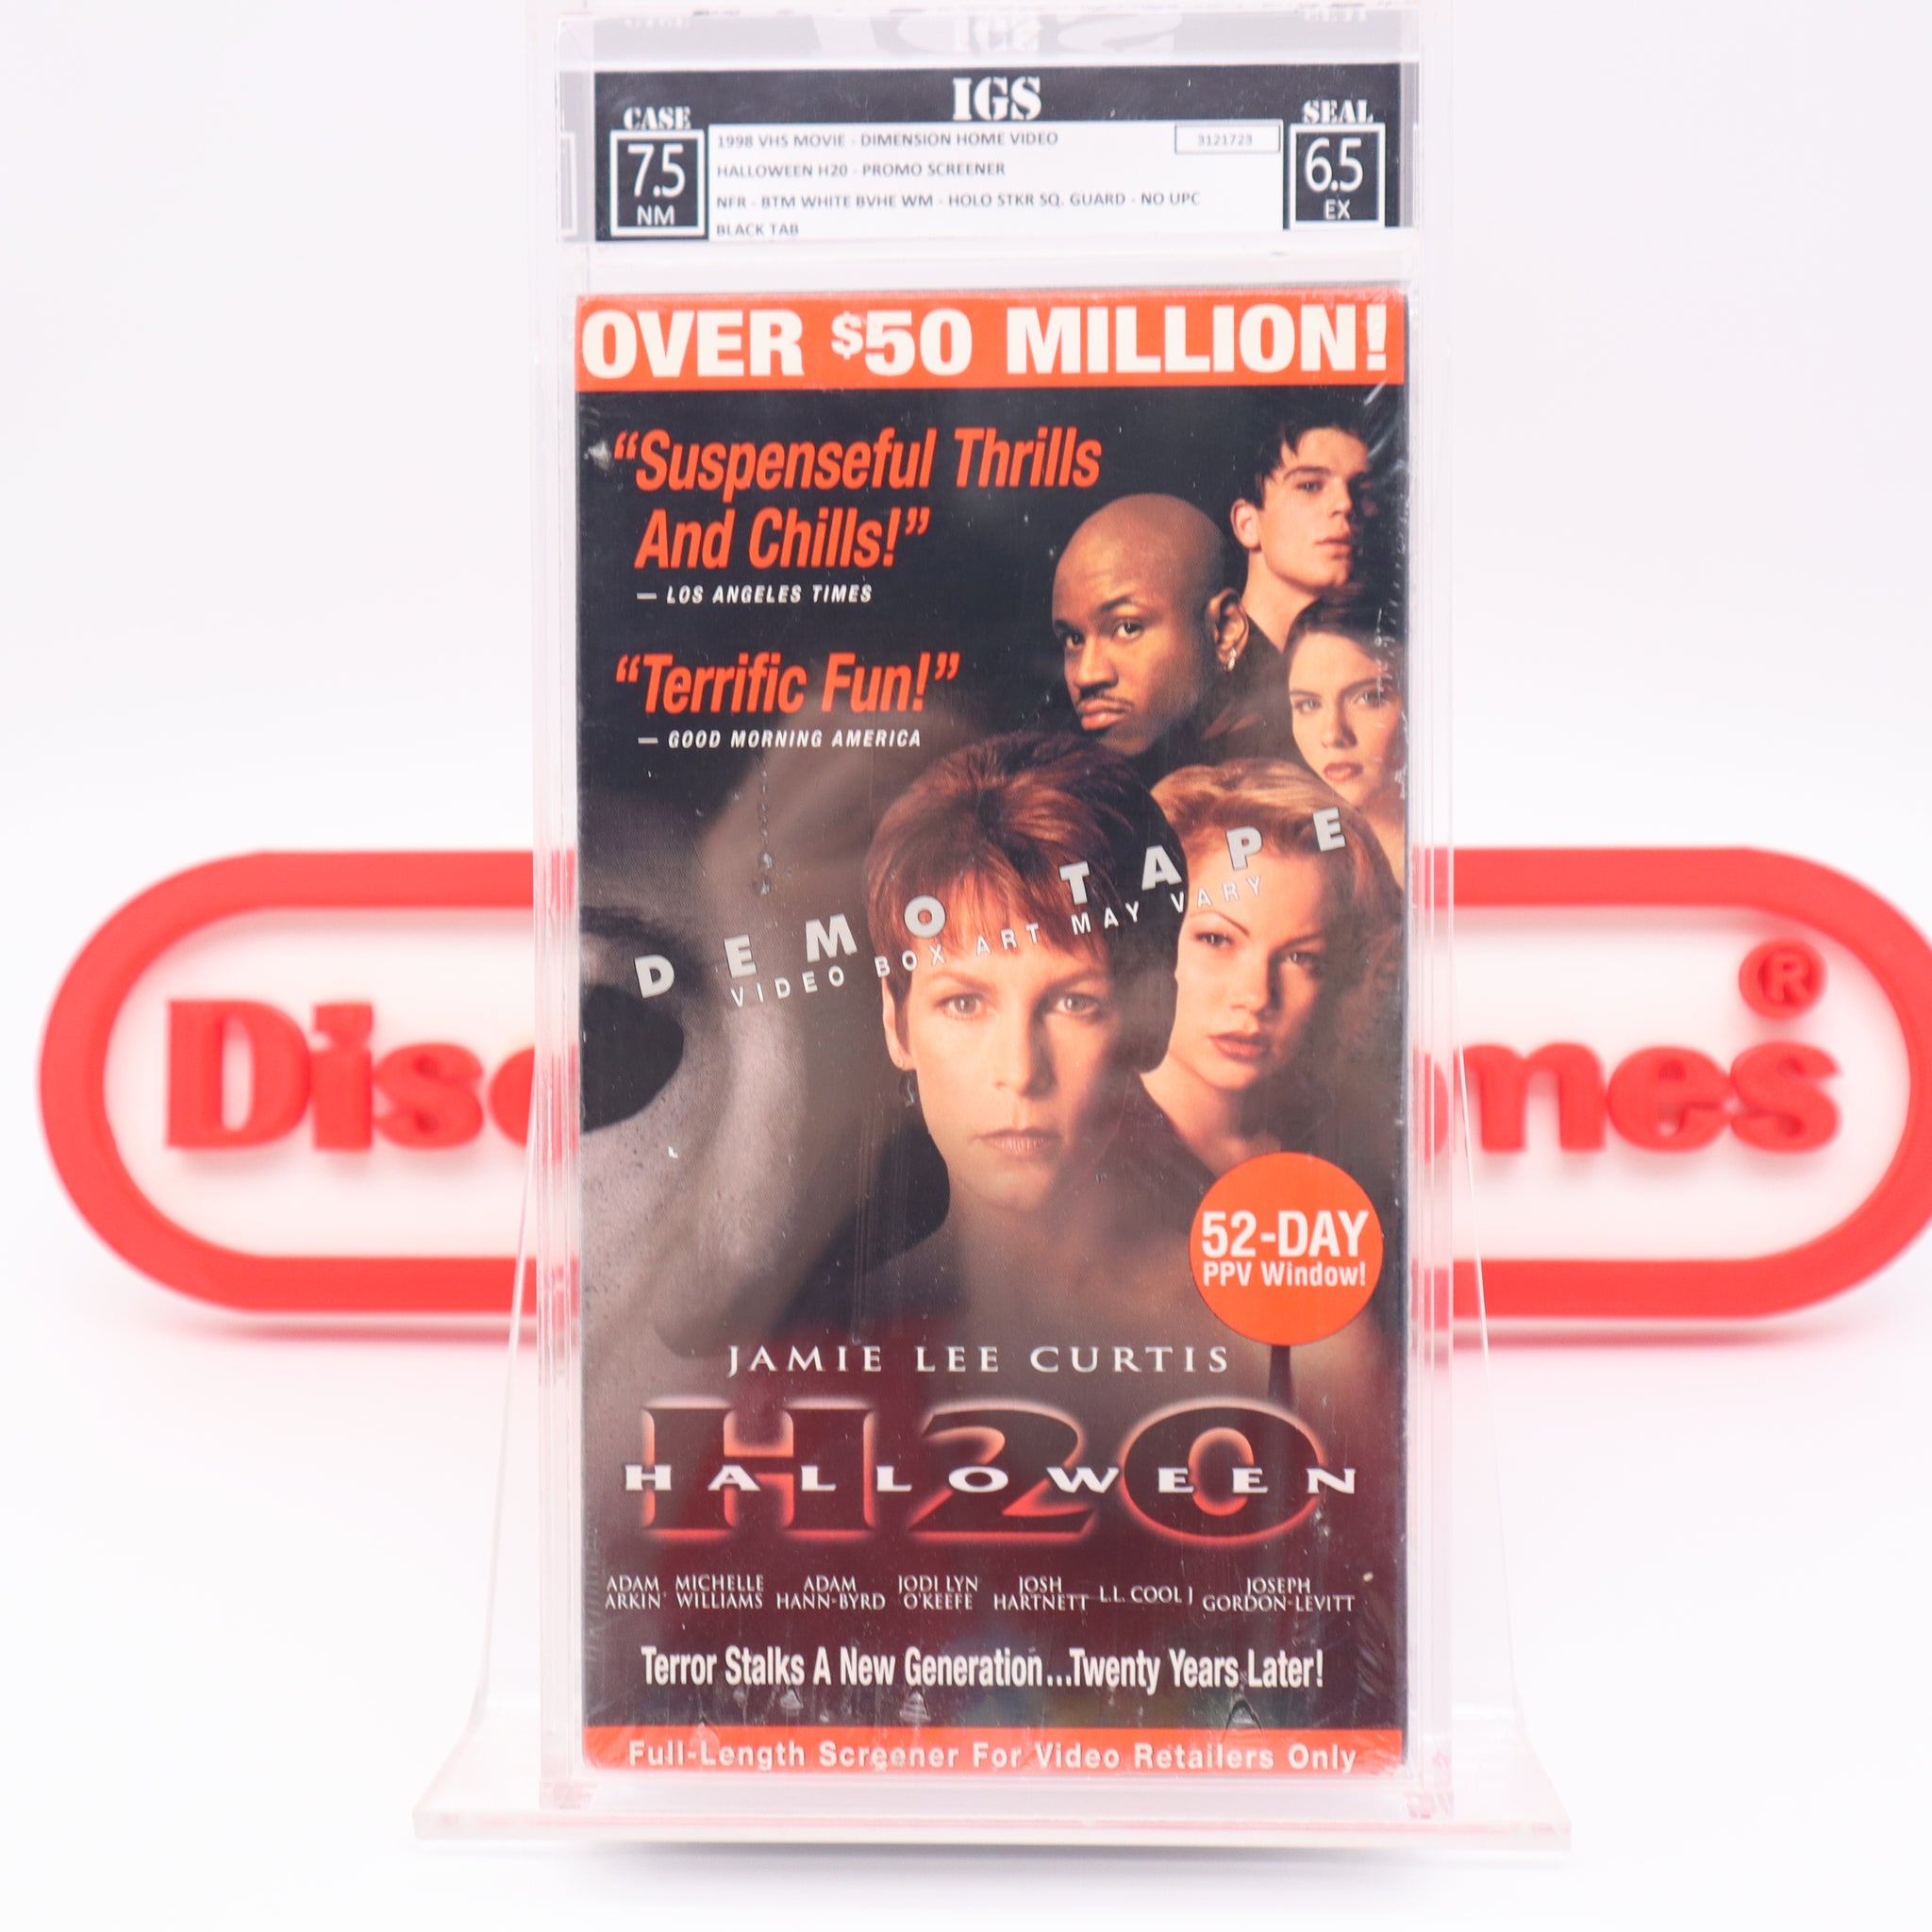 IGS
CASE
7.5
NM
1998 VHS MOVIE - DIMENSION HOME VIDEO
3121723
HALLOWEEN H20 - PROMO SCREENER
NFR - BTM WHITE BVHE WM - HOLO STKR SQ. GUARD - NO UPC
BLACK TAB
SEAL
6.5
EX
OVER $50 MILLION!
“Suspenseful Thrills
And Chills!”
— LOS ANGELES TIMES
“Terrific Fun!”
— GOOD MORNING AMERICA
DEMO TAPE
VIDEO BOX ART MAY VARY
52-DAY
PPV Window!
JAMIE LEE CURTIS
H20
HALLOWEEN
ADAM ARKIN
MICHELLE WILLIAMS
ADAM HANN-BYRD
JODI LYN O'KEEFE
JOSH HARTNETT
L.L. COOL J
JOSEPH GORDON-LEVITT
Terror Stalks A New Generation...Twenty Years Later!
Full-Length Screener For Video Retailers Only
®